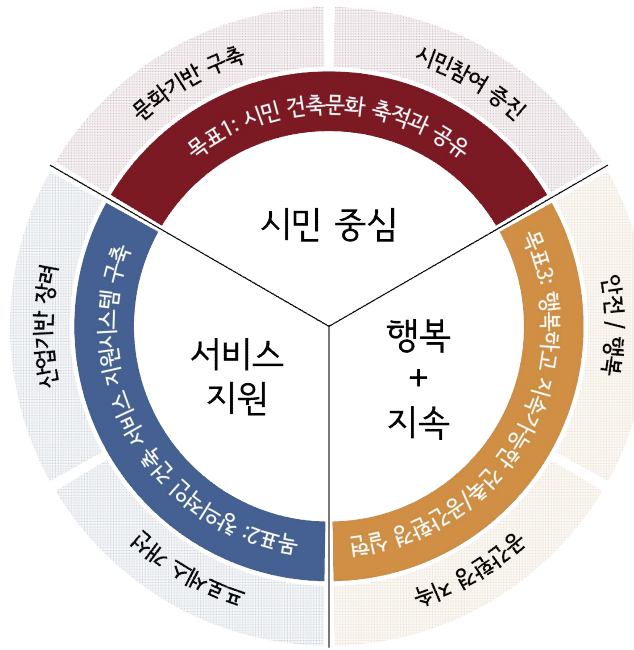 문화기반 구축
시민참여 증진
목표1: 시민 건축문화 축적과 공유
시민 중심
산업기반 장려
목표2: 창의적인 건축 서비스 지원시스템 구축
서비스
지원
프로세스 개선
행복
+
지속
목표3: 행복하고 지속가능한 건축/공간환경 실현
안전 / 행복
공간환경 지속